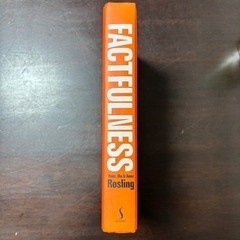 FACTFULNESS
Hans, Ola & Anna
Rosling
S